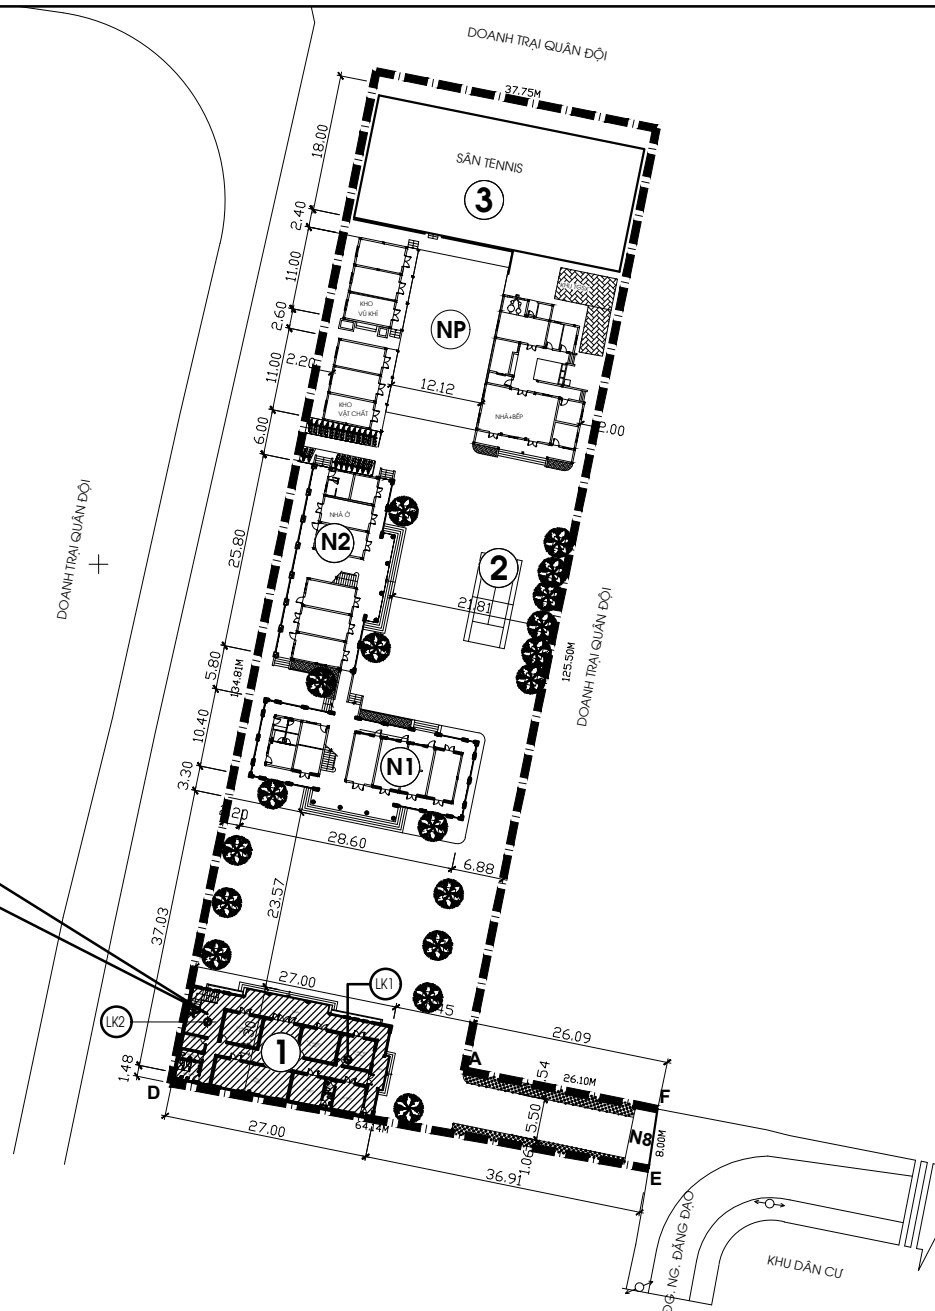 DOANH TRẠI QUÂN ĐỘI
37.75M
18.00
SÂN TENNIS
3
2.40
11.00
KHO
VŨ KHÍ
NP
2.60
2.20
11.00
12.12
KHO
VẬT CHẤT
NHÀ+BẾP
2.00
6.00
NHÀ Ở
N2
DOANH TRẠI QUÂN ĐỘI
25.80
2
21.81
DOANH TRẠI QUÂN ĐỘI
125.50M
5.80
134.81M
10.40
N1
3.30
28.60
6.88
23.57
37.03
27.00
LK1
LK2
26.09
1
A
26.10M
F
1.48
D
5.50
N8
8.00M
64.14M
27.00
1.06
E
36.91
ĐG. NG. ĐĂNG ĐẠO
KHU DÂN CƯ